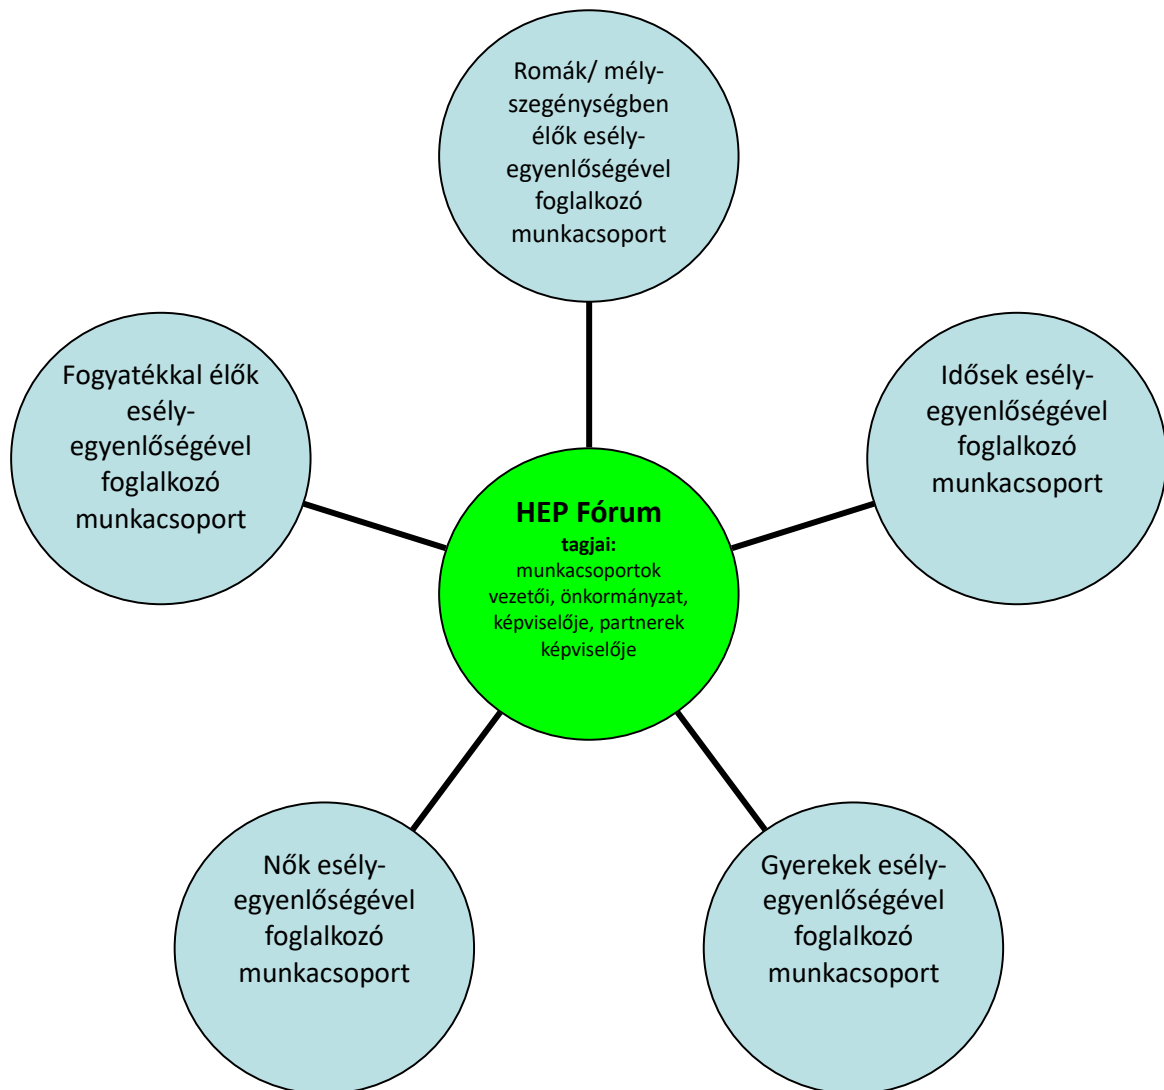 Romák/ mély-
szegénységben
élők esély-
egyenlőségével
foglalkozó
munkacsoport
Fogyatékkal élők
esély-
egyenlőségével
foglalkozó
munkacsoport
Idősek esély-
egyenlőségével
foglalkozó
munkacsoport
HEP Fórum
tagjai:
munkacsoportok
vezetői, önkormányzat,
képviselője, partnerek
képviselője
Nők esély-
egyenlőségével
foglalkozó
munkacsoport
Gyerekek esély-
egyenlőségével
foglalkozó
munkacsoport